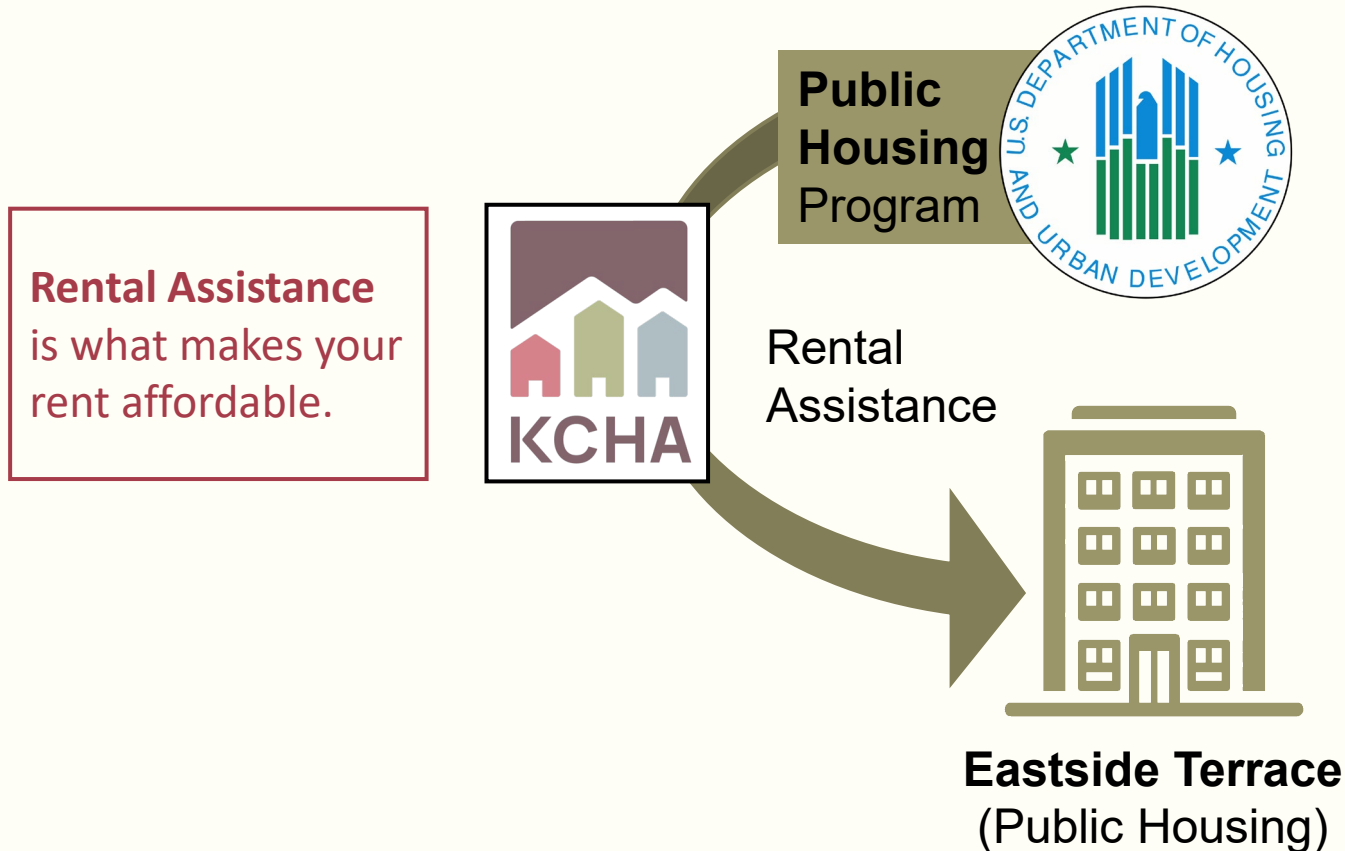 Public
Housing
Program
U.S. DEPARTMENT OF HOUSING
AND URBAN DEVELOPMENT
Rental Assistance
is what makes your
rent affordable.
KCHA
Rental
Assistance
Eastside Terrace
(Public Housing)